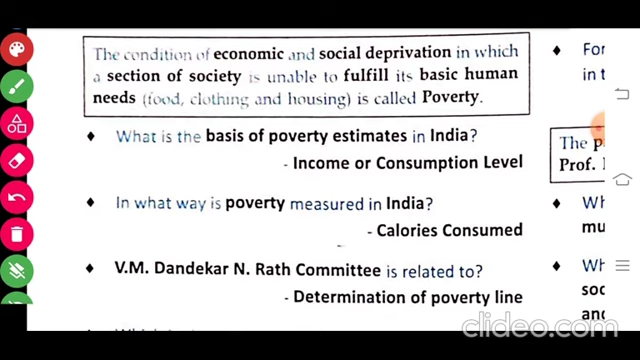 The condition of economic and social deprivation in which
a section of society is unable to fulfill its basic human
needs (food, clothing and housing) is called Poverty.
♦ What is the basis of poverty estimates in India?
- Income or Consumption Level
♦ In what way is poverty measured in India?
- Calories Consumed
♦ V.M. Dandekar N. Rath Committee is related to?
- Determination of poverty line
♦ For
in t
The p
Prof.
♦ Wh
mu
♦ Wh
soc
and
clideo.com